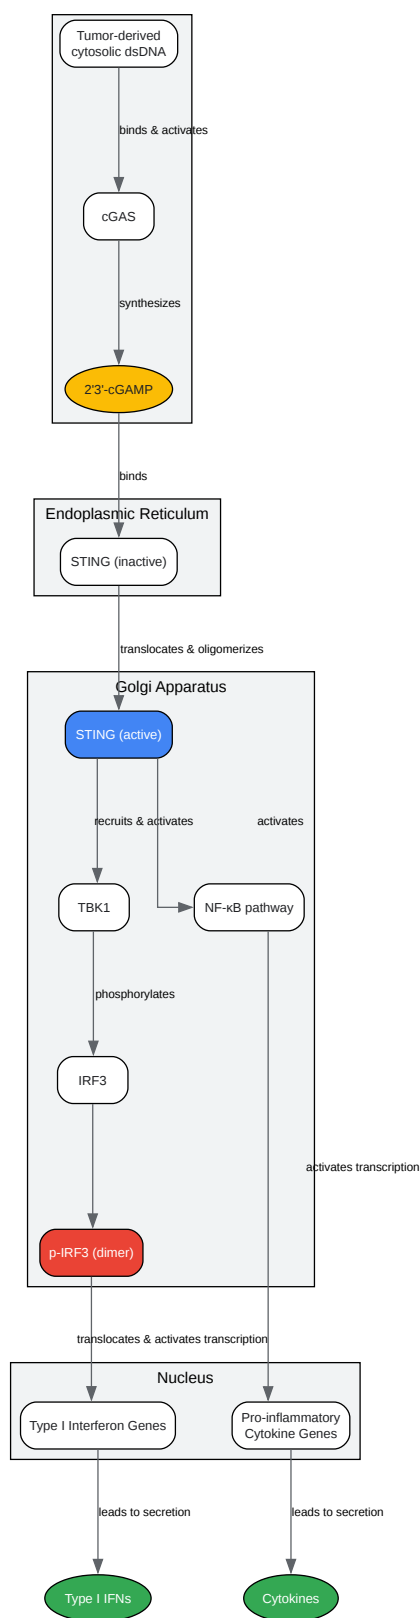 Tumor-derived
cytosolic dsDNA
binds & activates
cGAS
synthesizes
2'3'-cGAMP
binds
Endoplasmic Reticulum
STING (inactive)
translocates & oligomerizes
Golgi Apparatus
STING (active)
recruits & activates
activates
TBK1
NF-κB pathway
phosphorylates
IRF3
activates transcription
p-IRF3 (dimer)
translocates & activates transcription
Nucleus
Type I Interferon Genes
Pro-inflammatory
Cytokine Genes
leads to secretion
leads to secretion
Type I IFNs
Cytokines